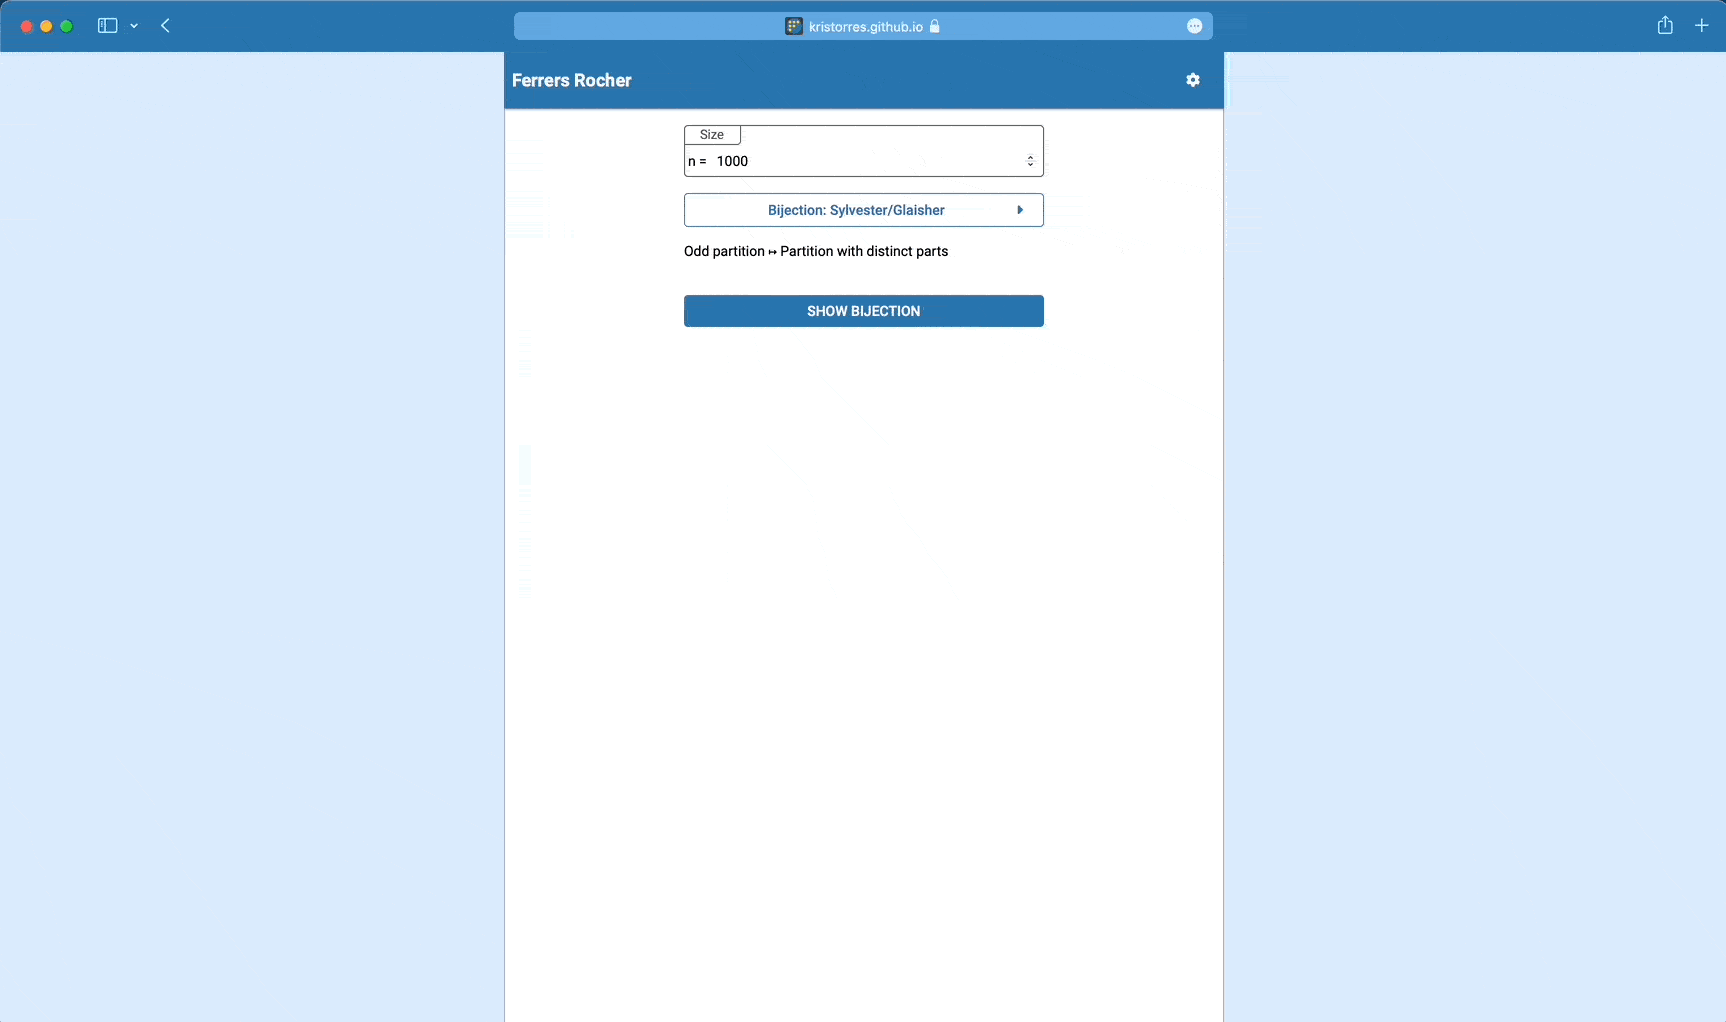 kristorres.github.io
Ferrers Rocher
Size
n = 1000
Bijection: Sylvester/Glaisher
Odd partition ↦ Partition with distinct parts
SHOW BIJECTION